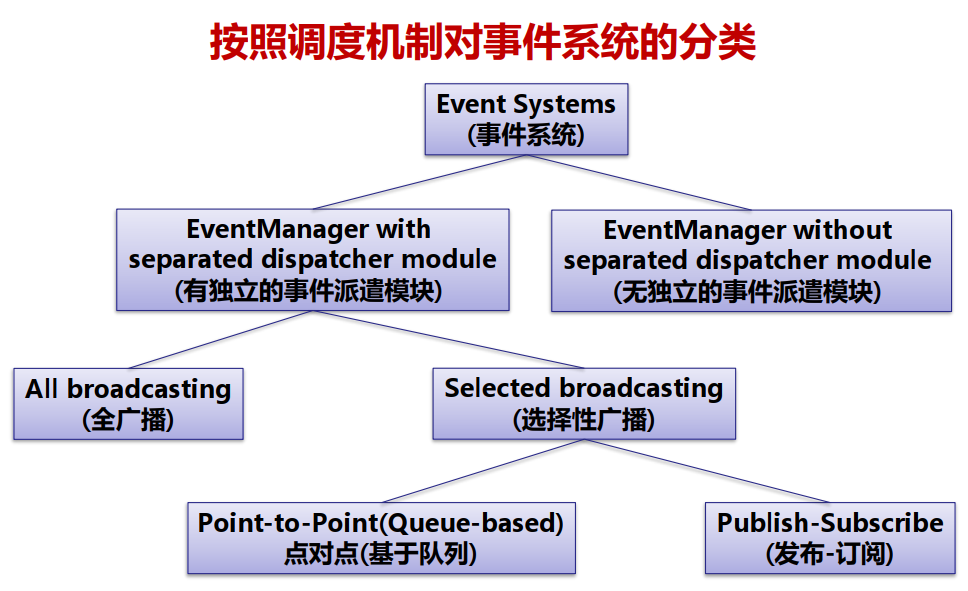 按照调度机制对事件系统的分类
Event Systems
(事件系统)
EventManager with
separated dispatcher module
(有独立的事件派遣模块)
EventManager without
separated dispatcher module
(无独立的事件派遣模块)
All broadcasting
(全广播)
Selected broadcasting
(选择性广播)
Point-to-Point(Queue-based)
点对点(基于队列)
Publish-Subscribe
(发布-订阅)